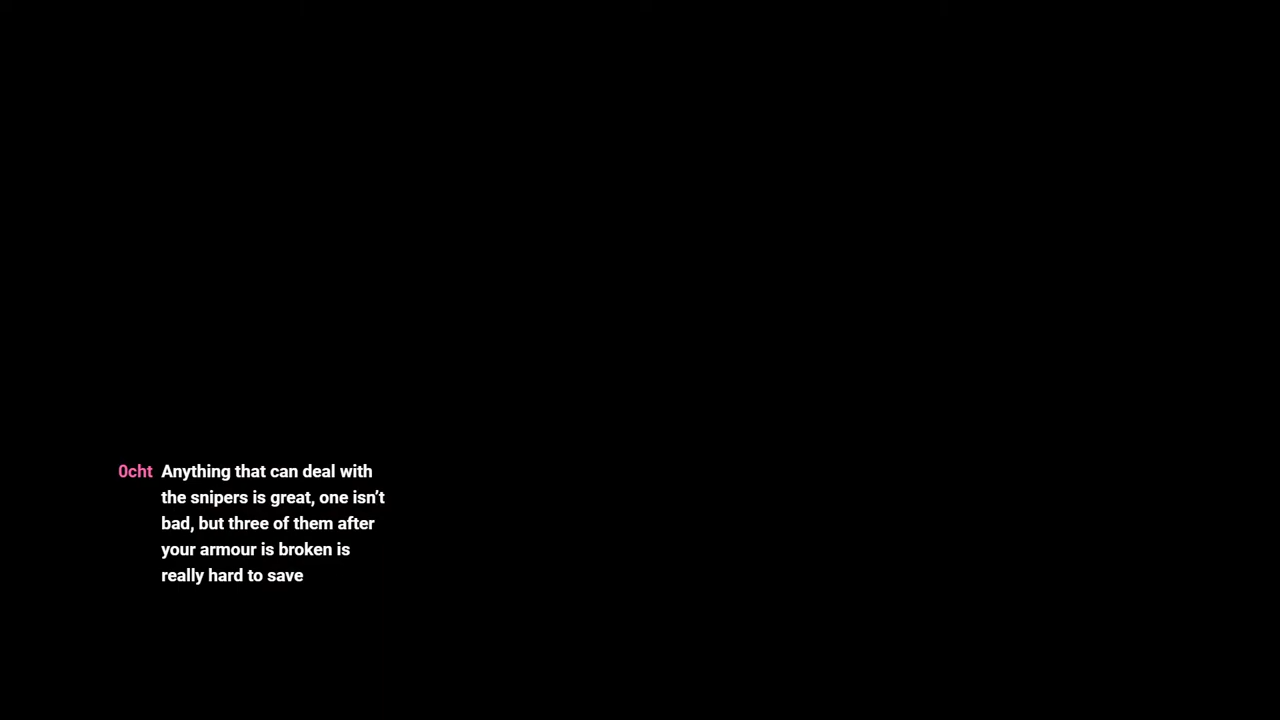 0cht Anything that can deal with
the snipers is great, one isn’t
bad, but three of them after
your armour is broken is
really hard to save